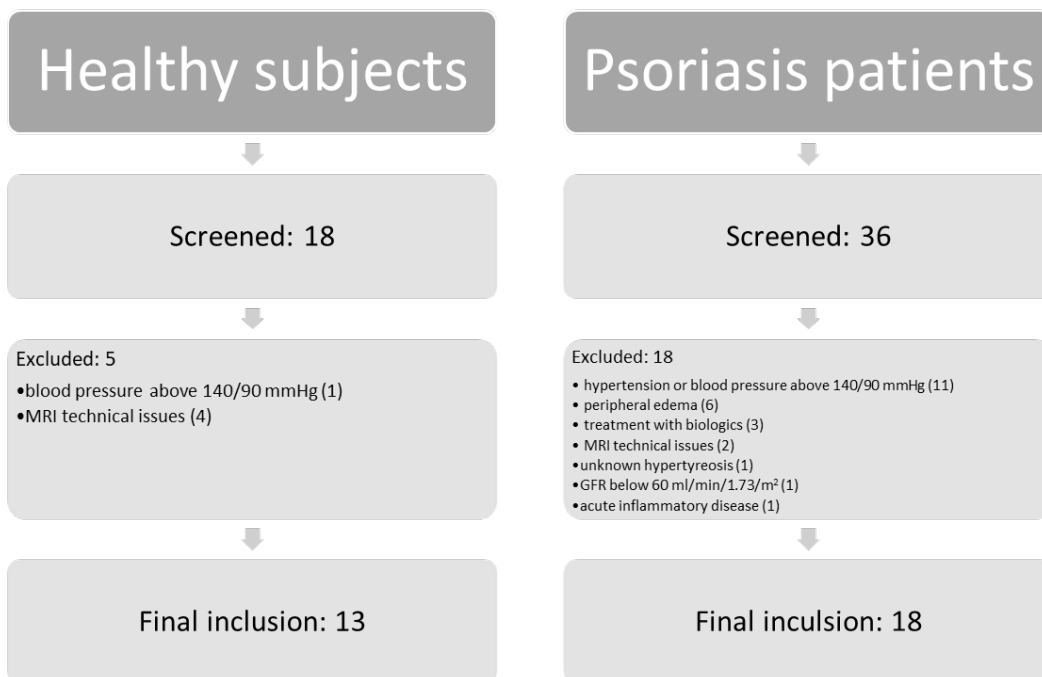 Healthy subjects
Screened: 18
Excluded: 5
•blood pressure above 140/90 mmHg (1)
•MRI technical issues (4)
Final inclusion: 13
Psoriasis patients
Screened: 36
Excluded: 18
• hypertension or blood pressure above 140/90 mmHg (11)
• peripheral edema (6)
• treatment with biologics (3)
• MRI technical issues (2)
•unknown hypertyreosis (1)
•GFR below 60 ml/min/1.73/m² (1)
•acute inflammatory disease (1)
Final inculsion: 18